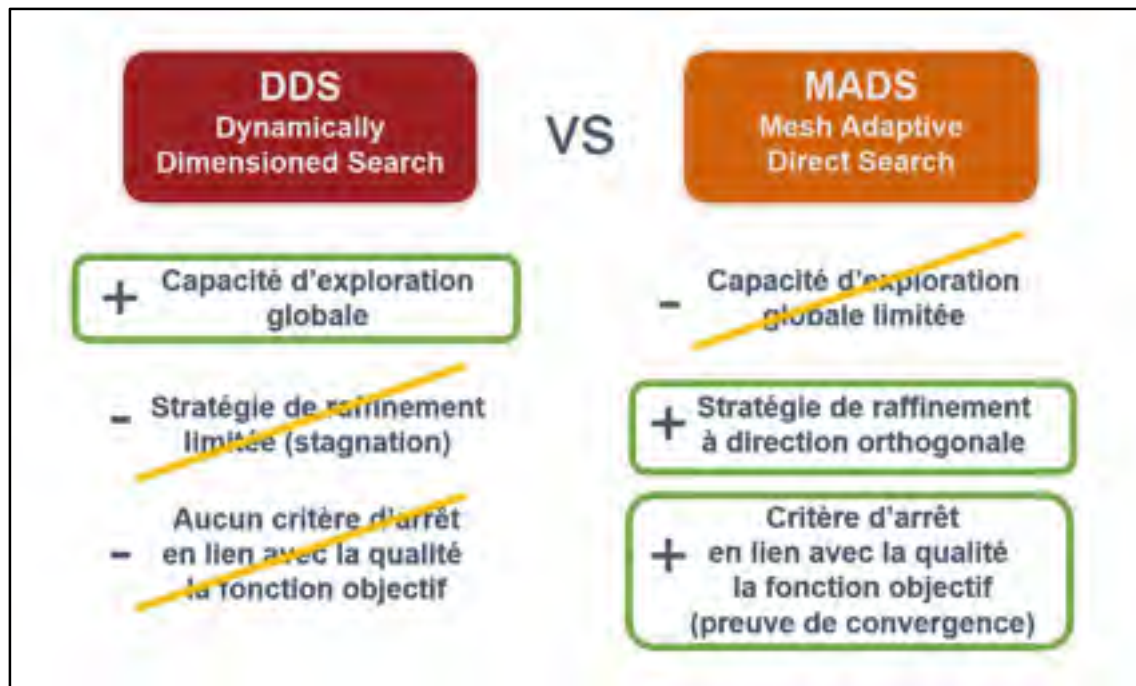 DDS
Dynamically
Dimensioned Search
VS
MADS
Mesh Adaptive
Direct Search
+ Capacité d'exploration
globale
- Stratégie de raffinement
limitée (stagnation)
- Aucun critère d'arrêt
en lien avec la qualité
la fonction objectif
- Capacité d'exploration
globale limitée
+ Stratégie de raffinement
à direction orthogonale
+ Critère d'arrêt
en lien avec la qualité
la fonction objectif
(preuve de convergence)